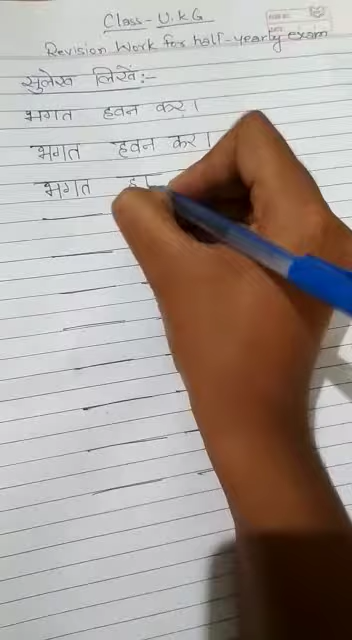 Class - U.K.G
Revision Work for half-yearly exam
सुलेख लिखें:-
भगत हवन कर।
भगत हवन कर।
भगत ह